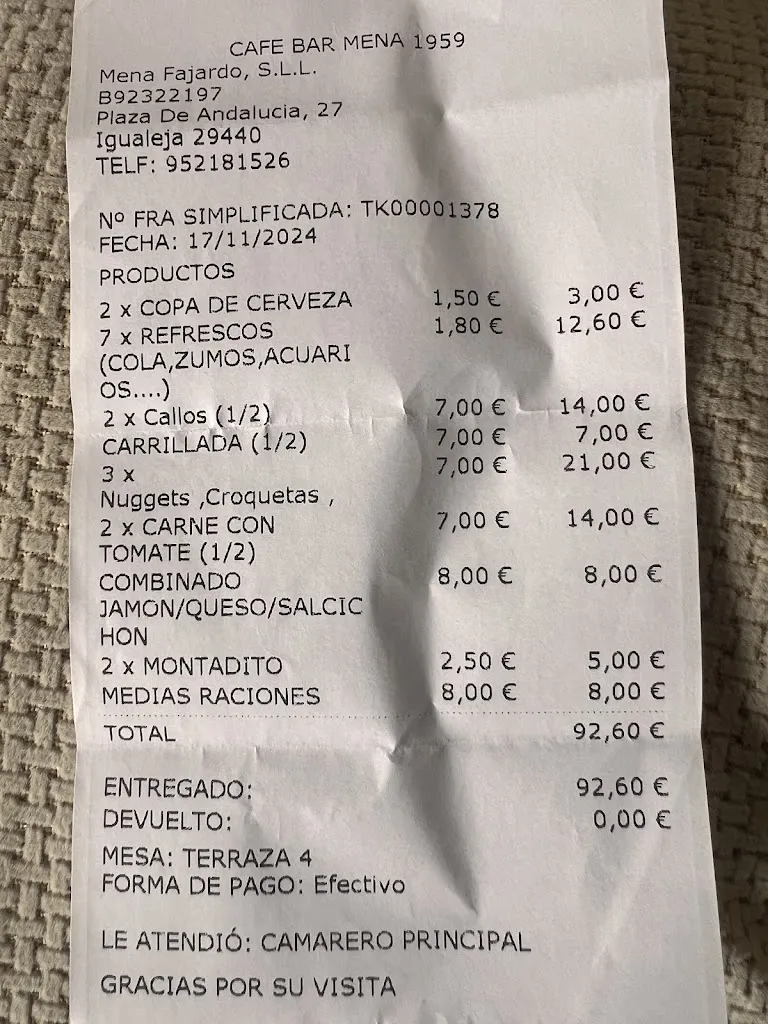 CAFE BAR MENA 1959
Mena Fajardo, S.L.L.
B92322197
Plaza De Andalucia, 27
Igualeja 29440
TELF: 952181526
Nº FRA SIMPLIFICADA: TK00001378
FECHA: 17/11/2024
PRODUCTOS
2 x COPA DE CERVEZA 1,50 € 3,00 €
7 x REFRESCOS 1,80 € 12,60 €
(COLA,ZUMOS,ACUARI
OS....)
2 x Callos (1/2) 7,00 € 14,00 €
CARRILLADA (1/2) 7,00 € 7,00 €
3 x 7,00 € 21,00 €
Nuggets ,Croquetas ,
2 x CARNE CON 7,00 € 14,00 €
TOMATE (1/2)
COMBINADO 8,00 € 8,00 €
JAMON/QUESO/SALCIC
HON
2 x MONTADITO 2,50 € 5,00 €
MEDIAS RACIONES 8,00 € 8,00 €
TOTAL 92,60 €
ENTREGADO: 92,60 €
DEVUELTO: 0,00 €
MESA: TERRAZA 4
FORMA DE PAGO: Efectivo
LE ATENDIÓ: CAMARERO PRINCIPAL
GRACIAS POR SU VISITA